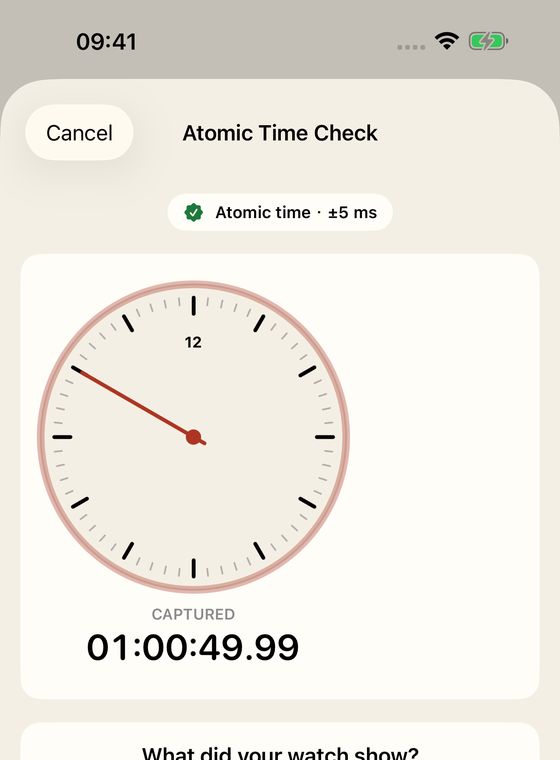 09:41
Cancel
Atomic Time Check
Atomic time · ±5 ms
12
CAPTURED
01:00:49.99
What did your watch show?